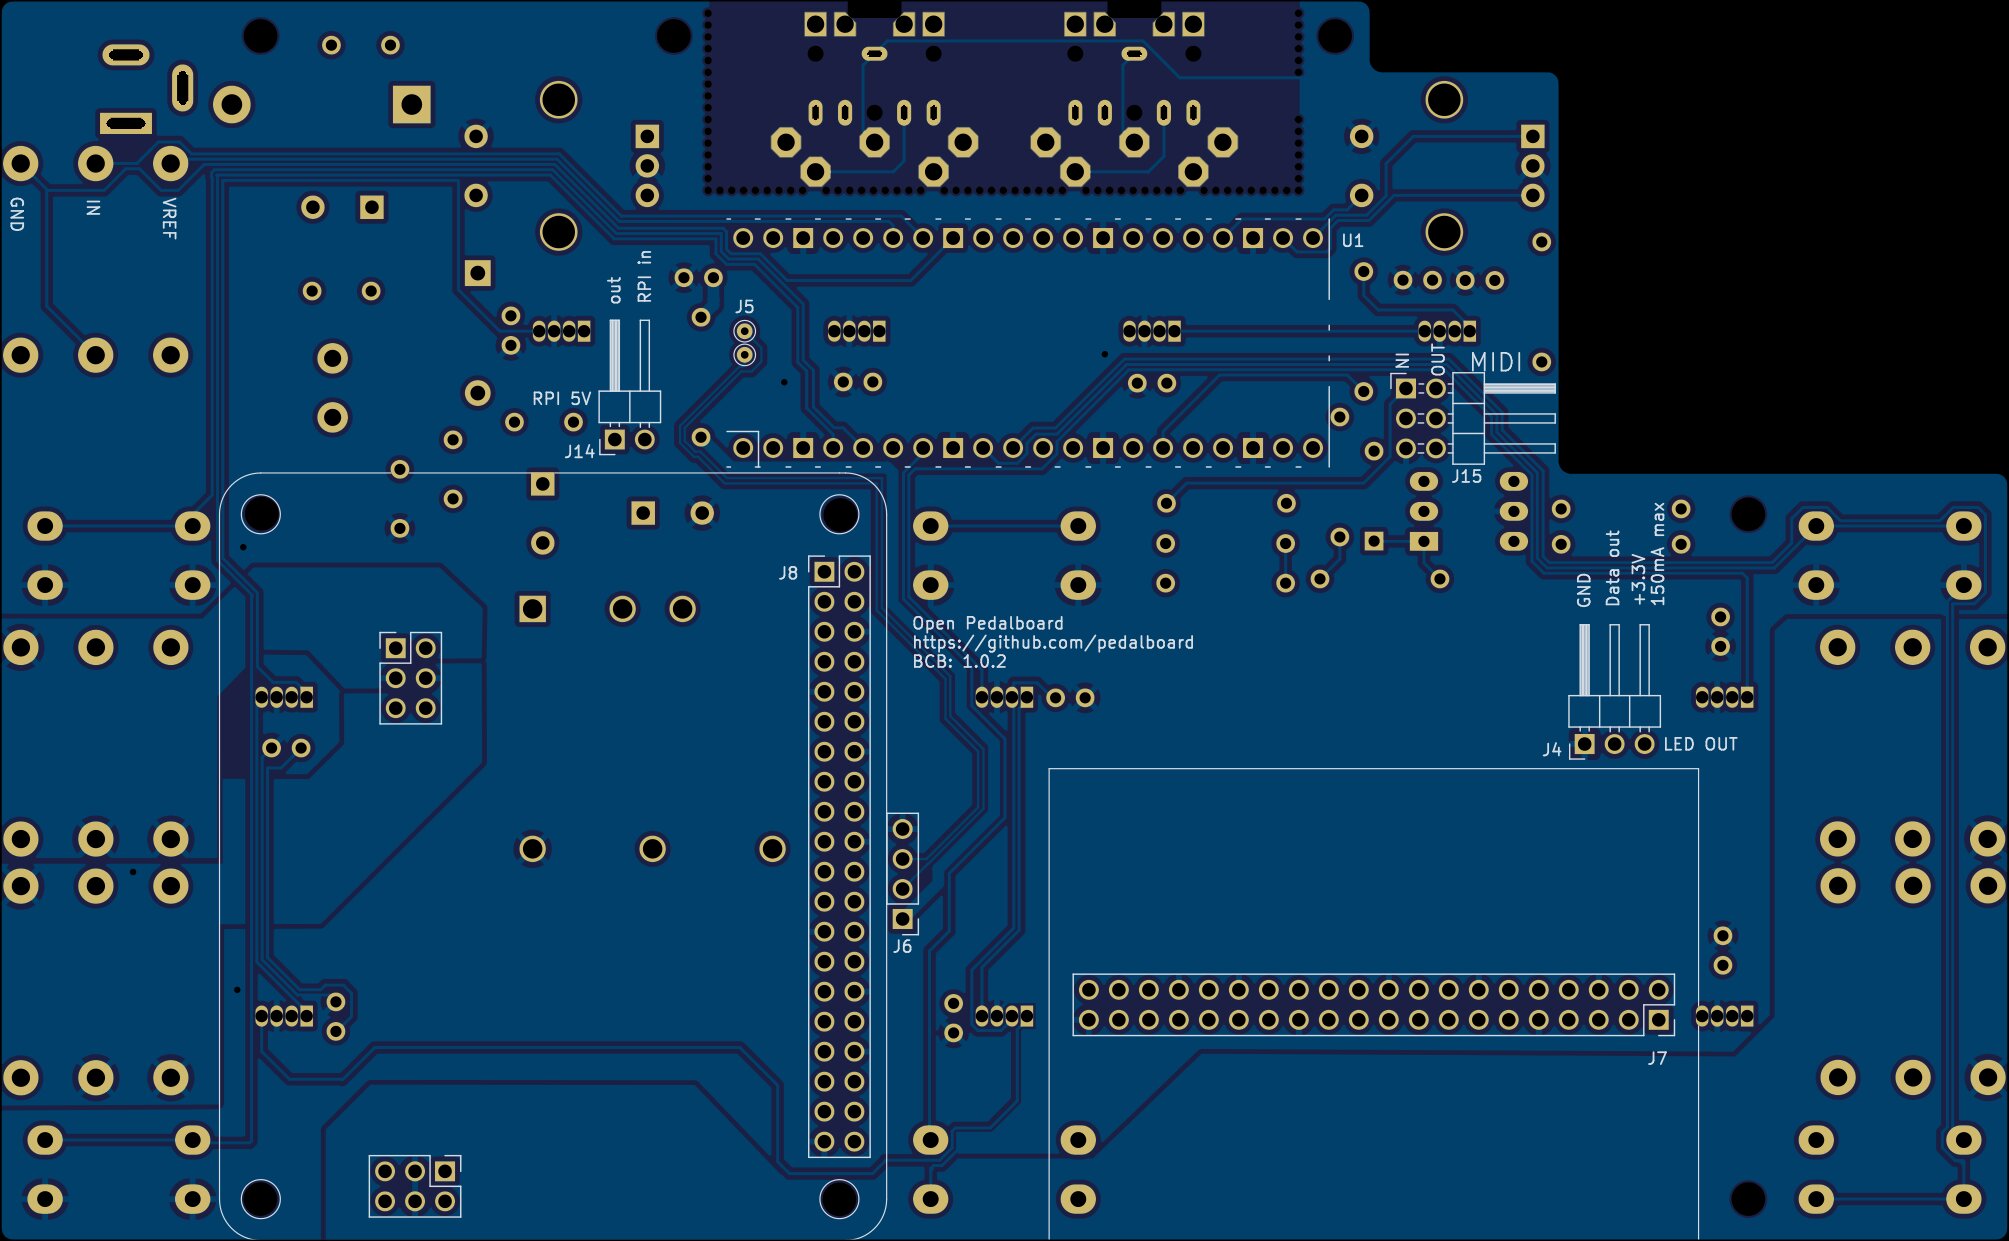 GND
IN
VREF
out
RPI in
J5
U1
RPI 5V
J14
IN
OUT
MIDI
J15
J8
Open Pedalboard
https://github.com/pedalboard
BCB: 1.0.2
GND
Data out
+3.3V
150mA max
J4
LED OUT
J6
J7